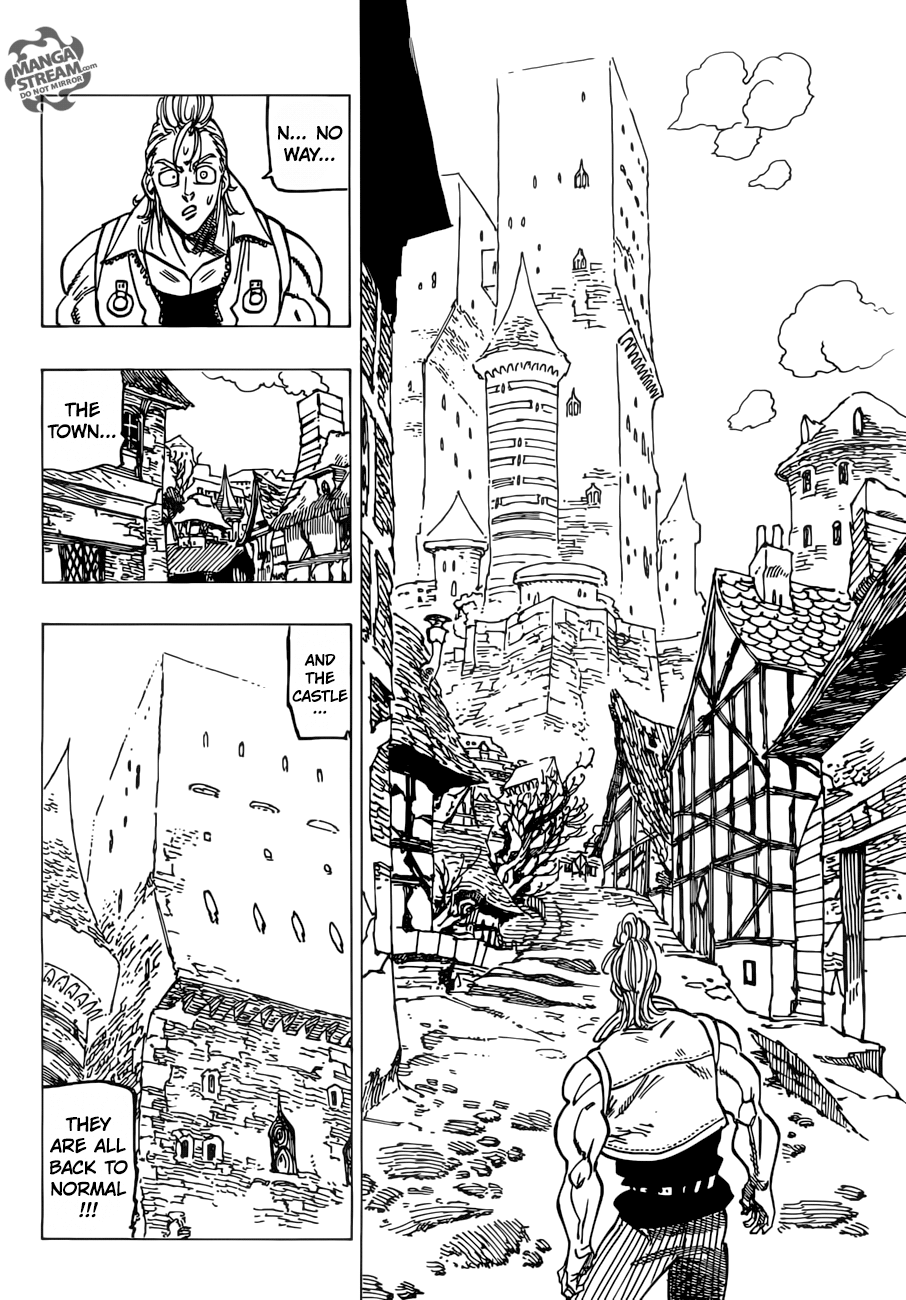 MANGA
STREAM.com
DO NOT MIRROR
N... NO
WAY...
THE
TOWN...
AND
THE
CASTLE
...
THEY
ARE ALL
BACK TO
NORMAL
!!!